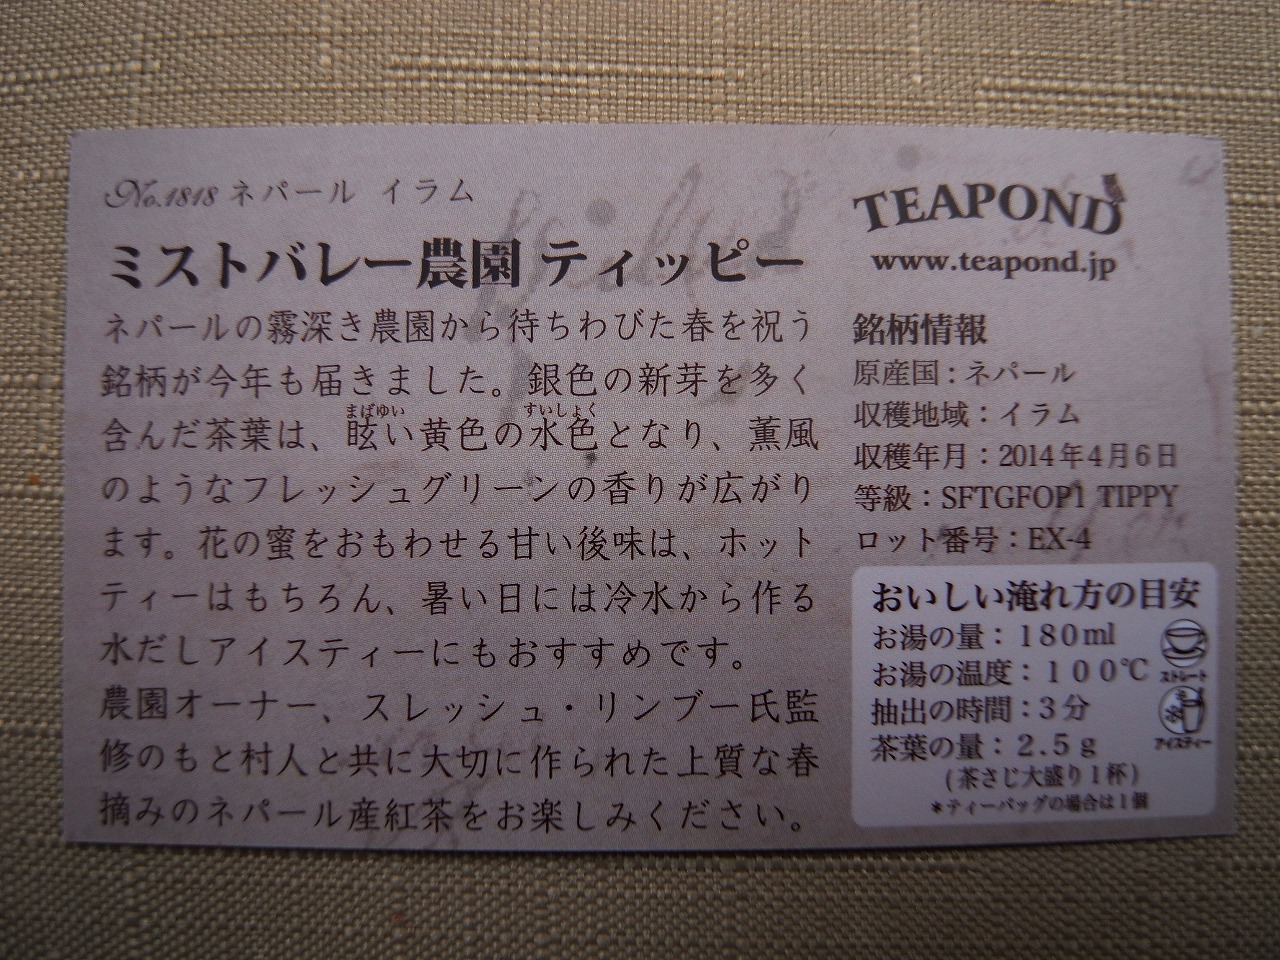 No.1818 ネパール イラム
ミストバレー農園 ティッピー
ネパールの霧深き農園から待ちわびた春を祝う
銘柄が今年も届きました。銀色の新芽を多く
まばゆい すいしょく
含んだ茶葉は、眩い黄色の水色となり、薫風
のようなフレッシュグリーンの香りが広がり
ます。花の蜜をおもわせる甘い後味は、ホット
ティーはもちろん、暑い日には冷水から作る
水だしアイスティーにもおすすめです。
農園オーナー、スレッシュ・リンブー氏監
修のもと村人と共に大切に作られた上質な春
摘みのネパール産紅茶をお楽しみください。
TEAPOND
www.teapond.jp
銘柄情報
原産国：ネパール
収穫地域：イラム
収穫年月：2014年4月6日
等級：SFTGFOP1 TIPPY
ロット番号：EX-4
おいしい淹れ方の目安
お湯の量：180ml
お湯の温度：100℃
抽出の時間：3分
茶葉の量：2.5g
（茶さじ大盛り1杯）
*ティーバッグの場合は1個
ストレート
アイスティー